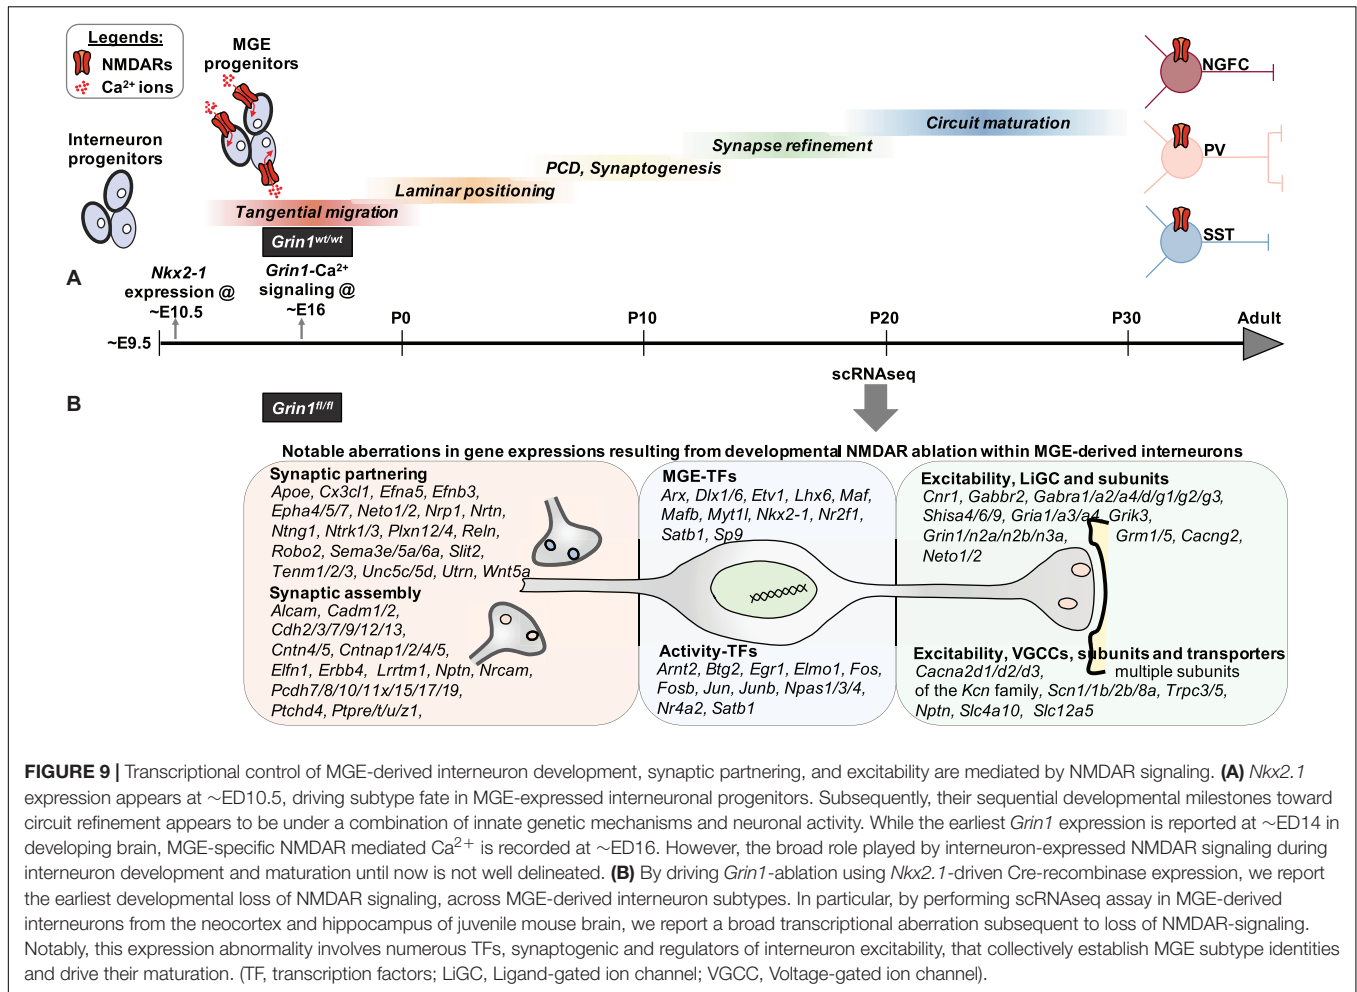 Legends:
NMDARs
Ca2+ ions
MGE
progenitors
Interneuron
progenitors
NGFC
PV
SST
Circuit maturation
Synapse refinement
PCD, Synaptogenesis
Laminar positioning
Tangential migration
Grin1wt/wt
A
Nkx2-1
expression @
~E10.5
Grin1-Ca2+
signaling @
~E16
~E9.5
P0
P10
P20
P30
Adult
scRNAseq
B
Grin1fl/fl
Notable aberrations in gene expressions resulting from developmental NMDAR ablation within MGE-derived interneurons
Synaptic partnering
Apoe, Cx3cl1, Efna5, Efnb3,
Epha4/5/7, Neto1/2, Nrp1, Nrtn,
Ntng1, Ntrk1/3, Plxn12/4, Reln,
Robo2, Sema3e/5a/6a, Slit2,
Tenm1/2/3, Unc5c/5d, Utrn, Wnt5a
Synaptic assembly
Alcam, Cadm1/2,
Cdh2/3/7/9/12/13,
Cntn4/5, Cntnap1/2/4/5,
Elfn1, Erbb4, Lrrtm1, Nptn, Nrcam,
Pcdh7/8/10/11x/15/17/19,
Ptchd4, Ptpre/t/u/z1,
MGE-TFs
Arx, Dlx1/6, Etv1, Lhx6, Maf,
Mafb, Myt1l, Nkx2-1, Nr2f1,
Satb1, Sp9
Activity-TFs
Arnt2, Btg2, Egr1, Elmo1, Fos,
Fosb, Jun, Junb, Npas1/3/4,
Nr4a2, Satb1
Excitability, LiGC and subunits
Cnr1, Gabbr2, Gabra1/a2/a4/d/g1/g2/g3,
Shisa4/6/9, Gria1/a3/a4, Grik3,
Grin1/n2a/n2b/n3a, Grm1/5, Cacng2,
Neto1/2
Excitability, VGCCs, subunits and transporters
Cacna2d1/d2/d3, multiple subunits
of the Kcn family, Scn1/1b/2b/8a, Trpc3/5,
Nptn, Slc4a10, Slc12a5
FIGURE 9 | Transcriptional control of MGE-derived interneuron development, synaptic partnering, and excitability are mediated by NMDAR signaling. (A) Nkx2.1
expression appears at ~ED10.5, driving subtype fate in MGE-expressed interneuronal progenitors. Subsequently, their sequential developmental milestones toward
circuit refinement appears to be under a combination of innate genetic mechanisms and neuronal activity. While the earliest Grin1 expression is reported at ~ED14 in
developing brain, MGE-specific NMDAR mediated Ca2+ is recorded at ~ED16. However, the broad role played by interneuron-expressed NMDAR signaling during
interneuron development and maturation until now is not well delineated. (B) By driving Grin1-ablation using Nkx2.1-driven Cre-recombinase expression, we report
the earliest developmental loss of NMDAR signaling, across MGE-derived interneuron subtypes. In particular, by performing scRNAseq assay in MGE-derived
interneurons from the neocortex and hippocampus of juvenile mouse brain, we report a broad transcriptional aberration subsequent to loss of NMDAR-signaling.
Notably, this expression abnormality involves numerous TFs, synaptogenic and regulators of interneuron excitability, that collectively establish MGE subtype identities
and drive their maturation. (TF, transcription factors; LiGC, Ligand-gated ion channel; VGCC, Voltage-gated ion channel).